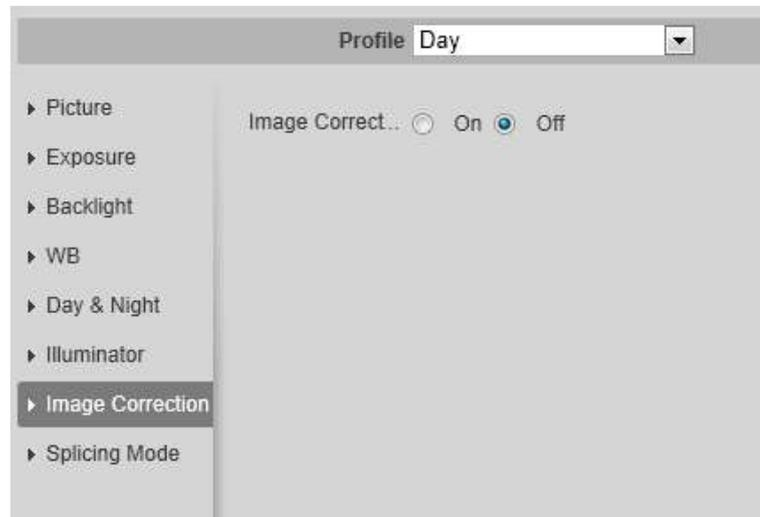 Profile Day
Picture
Image Correct... On Off
Exposure
Backlight
WB
Day & Night
Illuminator
Image Correction
Splicing Mode